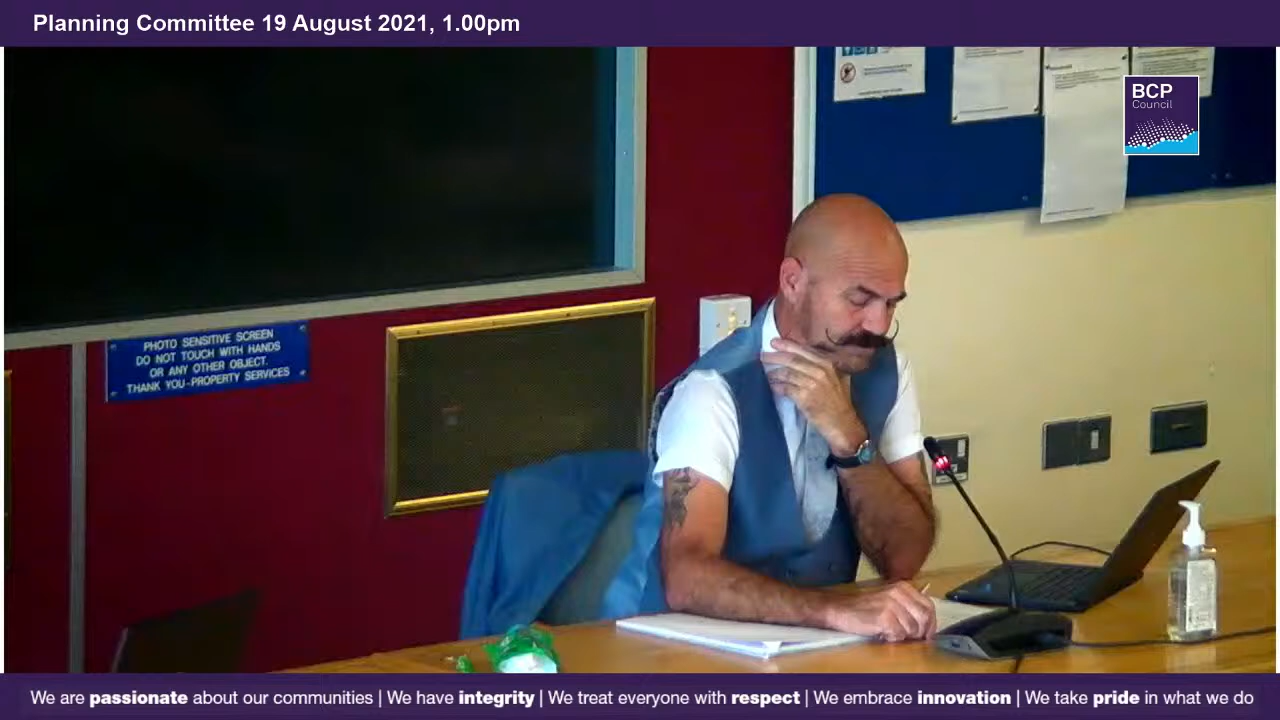 Planning Committee 19 August 2021, 1.00pm
BCP
Council
PHOTO SENSITIVE SCREEN
DO NOT TOUCH WITH HANDS
OR ANY OTHER OBJECT.
THANK YOU-PROPERTY SERVICES
We are passionate about our communities | We have integrity | We treat everyone with respect | We embrace innovation | We take pride in what we do